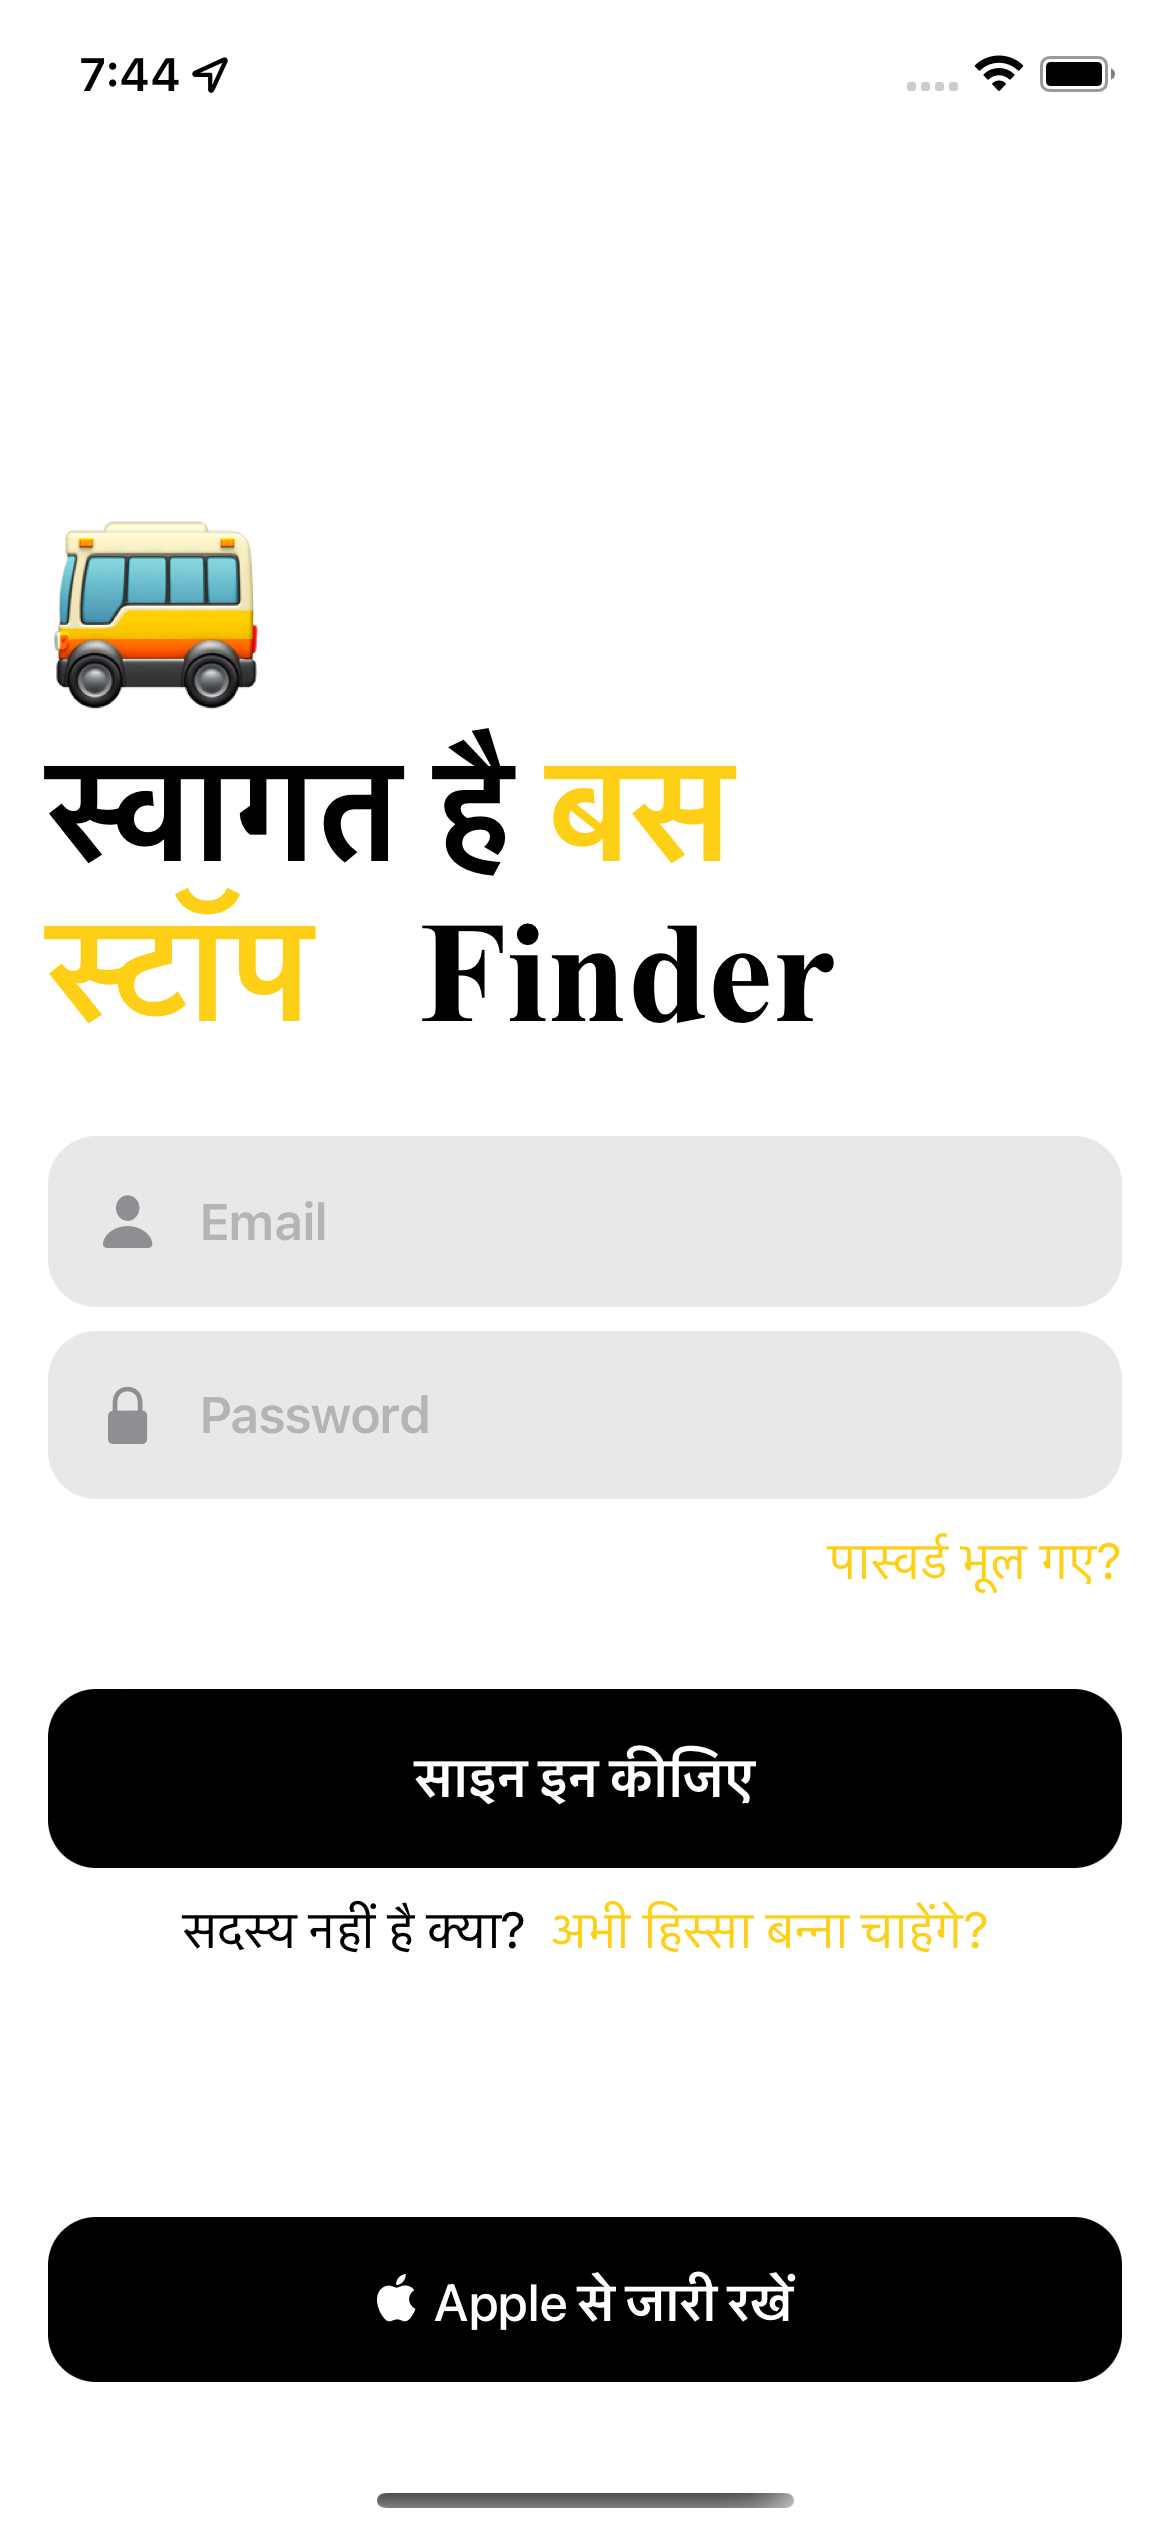 7:44
स्वागत है बस
स्टॉप Finder
Email
Password
पास्वर्ड भूल गए?
साइन इन कीजिए
सदस्य नहीं है क्या? अभी हिस्सा बन्ना चाहेंगे?
Apple से जारी रखें